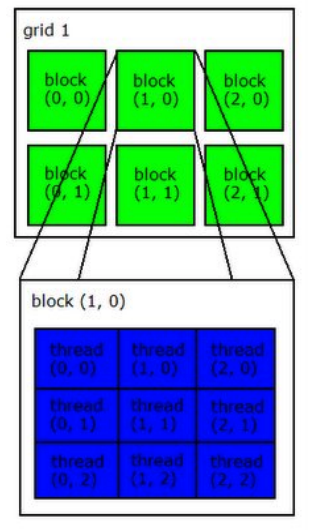 grid 1
block
(0, 0)
block
(1, 0)
block
(2, 0)
block
(0, 1)
block
(1, 1)
block
(2, 1)
block (1, 0)
thread
(0, 0)
thread
(1, 0)
thread
(2, 0)
thread
(0, 1)
thread
(1, 1)
thread
(2, 1)
thread
(0, 2)
thread
(1, 2)
thread
(2, 2)